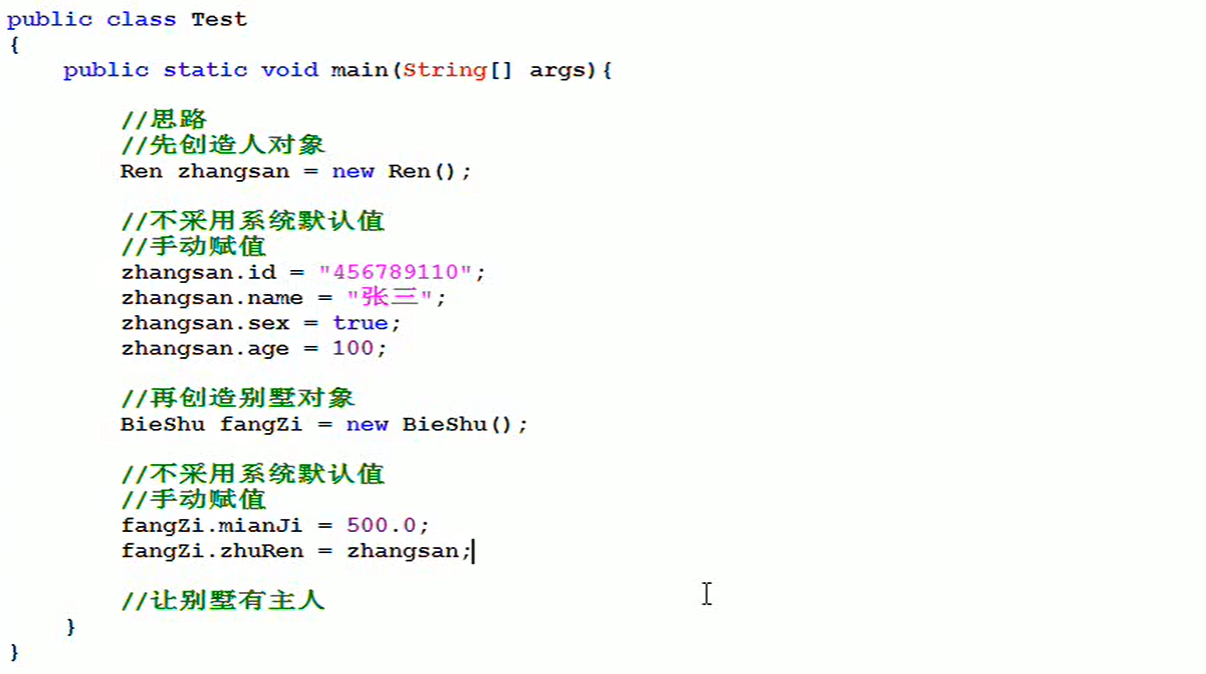 public class Test
{
public static void main(String[] args){
//思路
//先创造人对象
Ren zhangsan = new Ren();
//不采用系统默认值
//手动赋值
zhangsan.id = "456789110";
zhangsan.name = "张三";
zhangsan.sex = true;
zhangsan.age = 100;
//再创造别墅对象
BieShu fangZi = new BieShu();
//不采用系统默认值
//手动赋值
fangZi.mianJi = 500.0;
fangZi.zhuRen = zhangsan;
//让别墅有主人
}
}